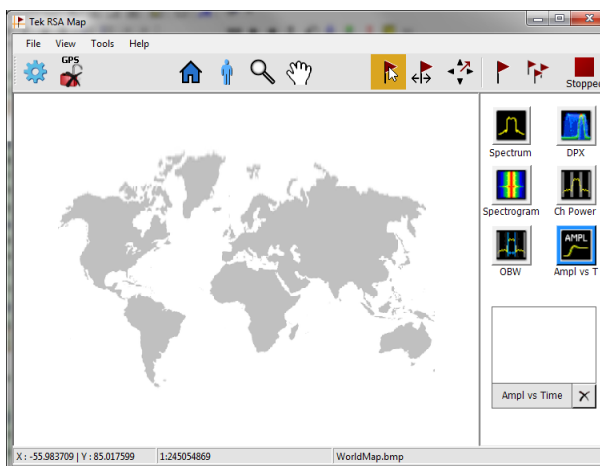 Tek RSA Map
File View Tools Help
GPS
Stopped
Spectrum DPX
Spectrogram Ch Power
AMPL
OBW Ampl vs T
Ampl vs Time
X : -55.983709 | Y : 85.017599 1:245054869 WorldMap.bmp